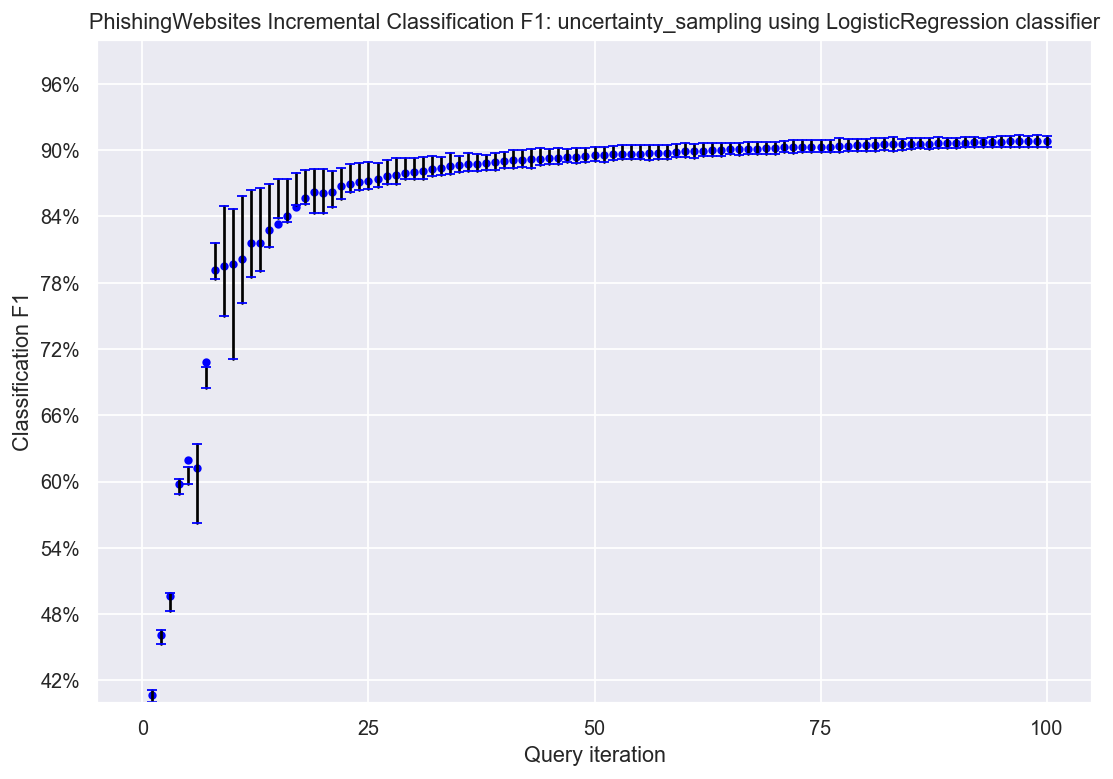 PhishingWebsites Incremental Classification F1: uncertainty_sampling using LogisticRegression classifier
96%
90%
84%
78%
72%
66%
60%
54%
48%
42%
Classification F1
0 25 50 75 100
Query iteration